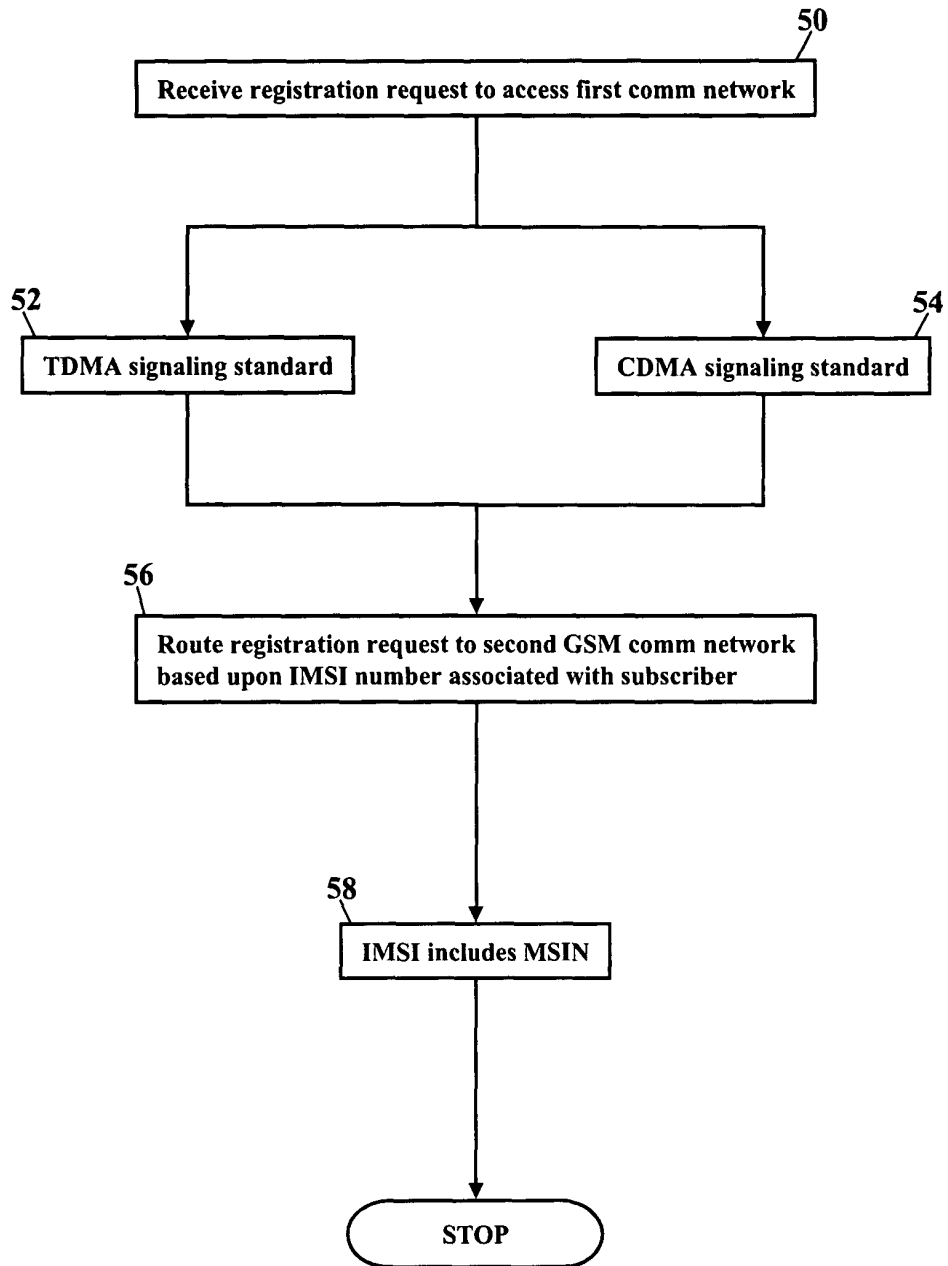 50
Receive registration request to access first comm network
52
54
TDMA signaling standard
CDMA signaling standard
56
Route registration request to second GSM comm network
based upon IMSI number associated with subscriber
58
IMSI includes MSIN
STOP